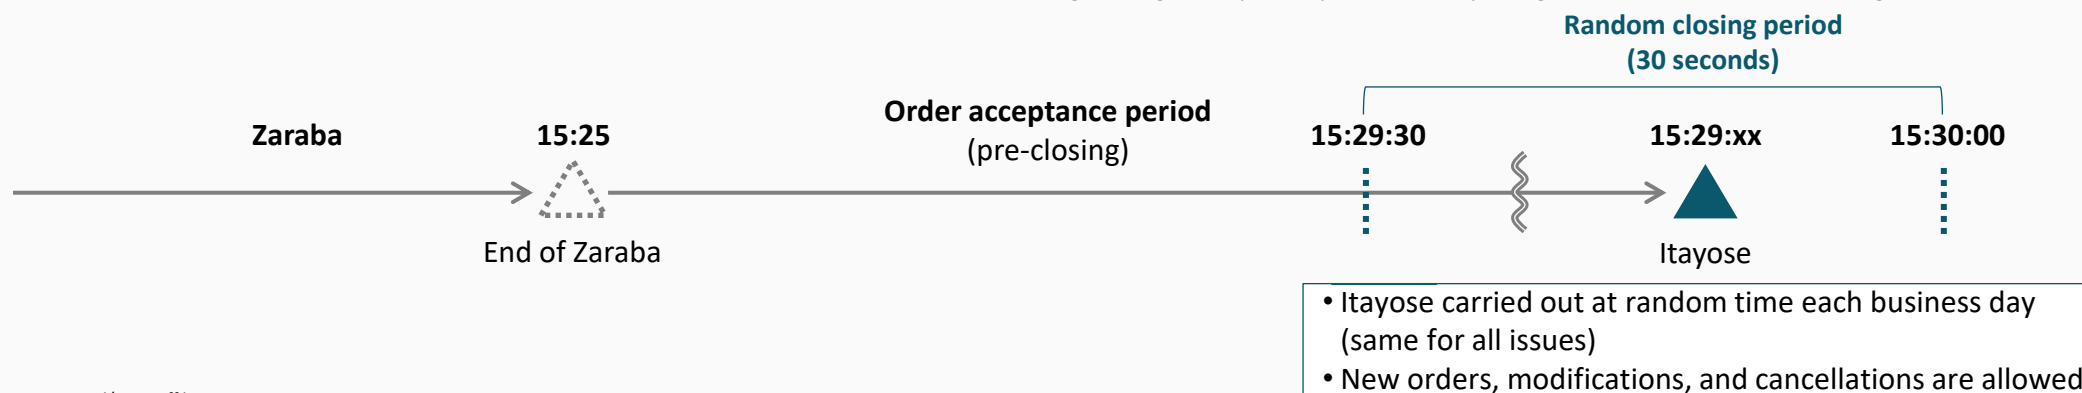 Random closing period
(30 seconds)
Order acceptance period
Zaraba
15:25
(pre-closing)
15:29:30
15:29:xx
15:30:00
End of Zaraba
Itayose
• Itayose carried out at random time each business day
(same for all issues)
• New orders, modifications, and cancellations are allowed